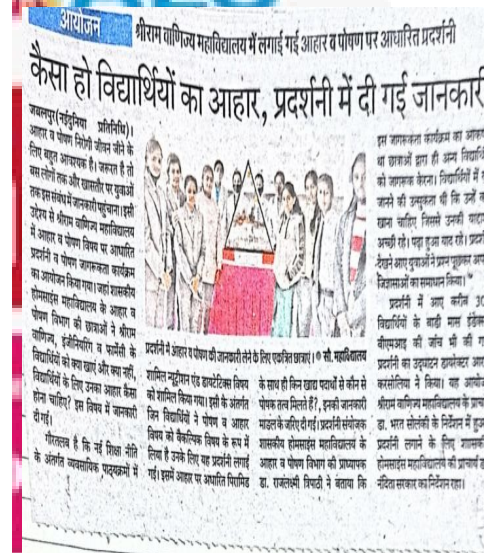 आयोजन
श्रीराम वाणिज्य महाविद्यालय में लगाई गई आहार व पोषण पर आधारित प्रदर्शनी
कैसा हो विद्यार्थियों का आहार, प्रदर्शनी में दी गई जानकारी
जबलपुर(नईदुनिया प्रतिनिधि)।
आहार व पोषण निरोगी जीवन जीने के
लिए बहुत आवश्यक है। जरूरत है तो
बस लोगों तक और खासतौर पर युवाओं
तक इस संबंध में जानकारी पहुंचाना। इसी
उद्देश्य से श्रीराम वाणिज्य महाविद्यालय
में आहार व पोषण विषय पर आधारित
प्रदर्शनी व पोषण जागरूकता कार्यक्रम
का आयोजन किया गया। जहां शासकीय
होमसाइंस महाविद्यालय के आहार व
पोषण विभाग की छात्राओं ने श्रीराम
वाणिज्य, इंजीनियरिंग व फार्मेसी के
विद्यार्थियों को क्या खाएं और क्या नहीं,
विद्यार्थियों के लिए उनका आहार कैसा
होना चाहिए? इस विषय में जानकारी
दी गई।
गौरतलब है कि नई शिक्षा नीति
के अंतर्गत व्यवसायिक पाठ्यक्रमों में
प्रदर्शनी में आहार व पोषण की जानकारी लेने के लिए एकत्रित छात्राएं। ● सौ. महाविद्यालय
शामिल न्यूट्रिशन एंड डायटेटिक्स विषय
को शामिल किया गया। इसी के अंतर्गत
जिन विद्यार्थियों ने पोषण व आहार
विषय को वैकल्पिक विषय के रूप में
लिया है उनके लिए यह प्रदर्शनी लगाई
गई। इसमें आहार पर आधारित पिरामिड
के साथ ही किन खाद्य पदार्थों से कौन से
पोषक तत्व मिलते हैं?, इनकी जानकारी
माडल के जरिए दी गई। प्रदर्शनी संयोजक
शासकीय होमसाइंस महाविद्यालय के
आहार व पोषण विभाग की प्राध्यापक
डा. राजलक्ष्मी त्रिपाठी ने बताया कि
इस जागरूकता कार्यक्रम का
था छात्राओं द्वारा ही अन्य
को जागरूक करना। विद्यार्थियों में
जानने की उत्सुकता थी कि उन्हें
खाना चाहिए जिससे उनकी
अच्छी रहे। पढ़ा हुआ याद रहे।
देखने आए युवाओं ने प्रश्न पूछकर
जिज्ञासाओं का समाधान किया।
प्रदर्शनी में आए करीब
विद्यार्थियों के बाडी मास
बीएमआइ की जांच भी की
प्रदर्शनी का उद्घाटन डायरेक्टर
करसोलिया ने किया। यह
श्रीराम वाणिज्य महाविद्यालय के
डा. भरत सोलंकी के निर्देशन में
प्रदर्शनी लगाने के लिए
होमसाइंस महाविद्यालय की प्राचार्य
नंदिता सरकार का निर्देशन रहा।